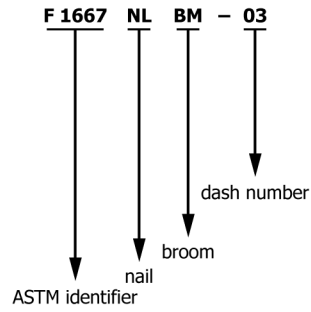 F 1667 NL BM – 03
dash number
broom
nail
ASTM identifier